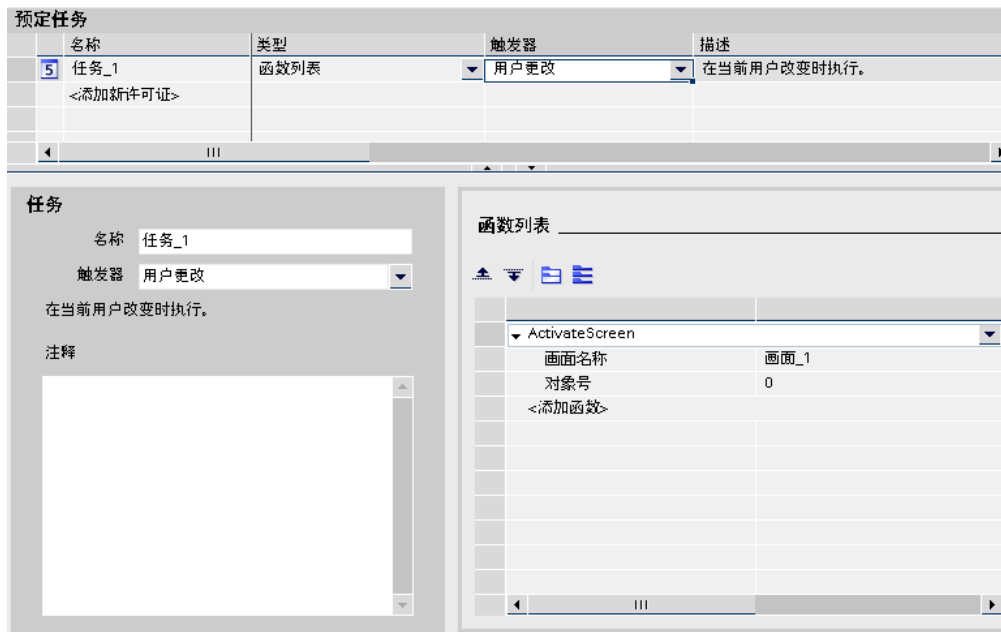 预定任务
名称 类型 触发器 描述
5 任务_1 函数列表 用户更改 在当前用户改变时执行。
<添加新许可证>
任务
名称 任务_1
触发器 用户更改
在当前用户改变时执行。
注释
函数列表
ActivateScreen
画面名称 画面_1
对象号 0
<添加函数>